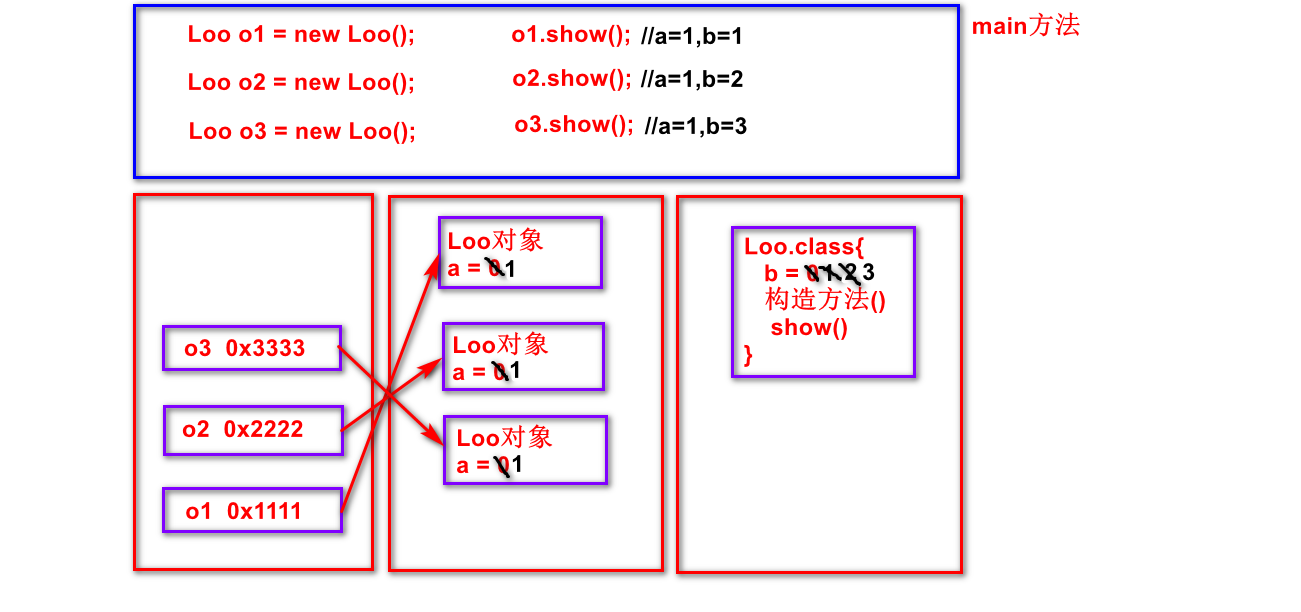 Loo o1 = new Loo(); o1.show(); //a=1,b=1
Loo o2 = new Loo(); o2.show(); //a=1,b=2
Loo o3 = new Loo(); o3.show(); //a=1,b=3
main方法
o3 0x3333
o2 0x2222
o1 0x1111
Loo对象
a = 0 1
Loo对象
a = 0 1
Loo对象
a = 0 1
Loo.class{
b = 0 1 2 3
构造方法()
show()
}